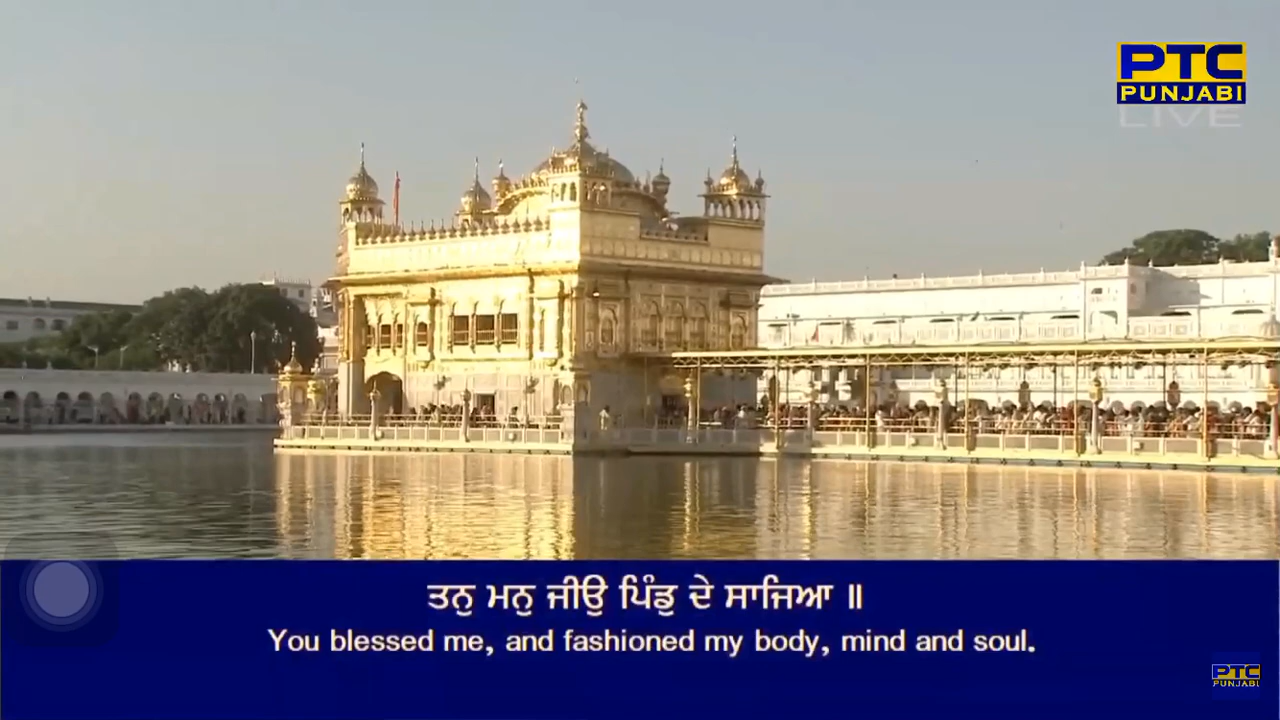 PTC
PUNJABI
LIVE
ਤਨੁ ਮਨੁ ਜੀਉ ਪਿੰਡੁ ਦੇ ਸਾਜਿਆ ॥
You blessed me, and fashioned my body, mind and soul.
PTC
PUNJABI